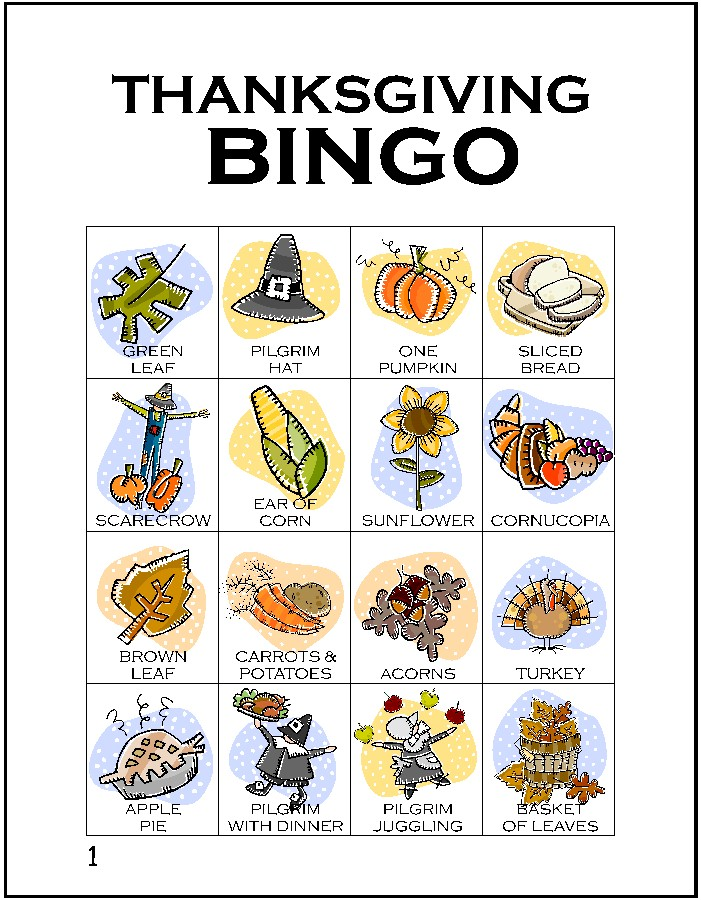 THANKSGIVING
BINGO
GREEN
LEAF
PILGRIM
HAT
ONE
PUMPKIN
SLICED
BREAD
SCARECROW
EAR OF
CORN
SUNFLOWER
CORNUCOPIA
BROWN
LEAF
CARROTS &
POTATOES
ACORNS
TURKEY
APPLE
PIE
PILGRIM
WITH DINNER
PILGRIM
JUGGLING
BASKET
OF LEAVES
1